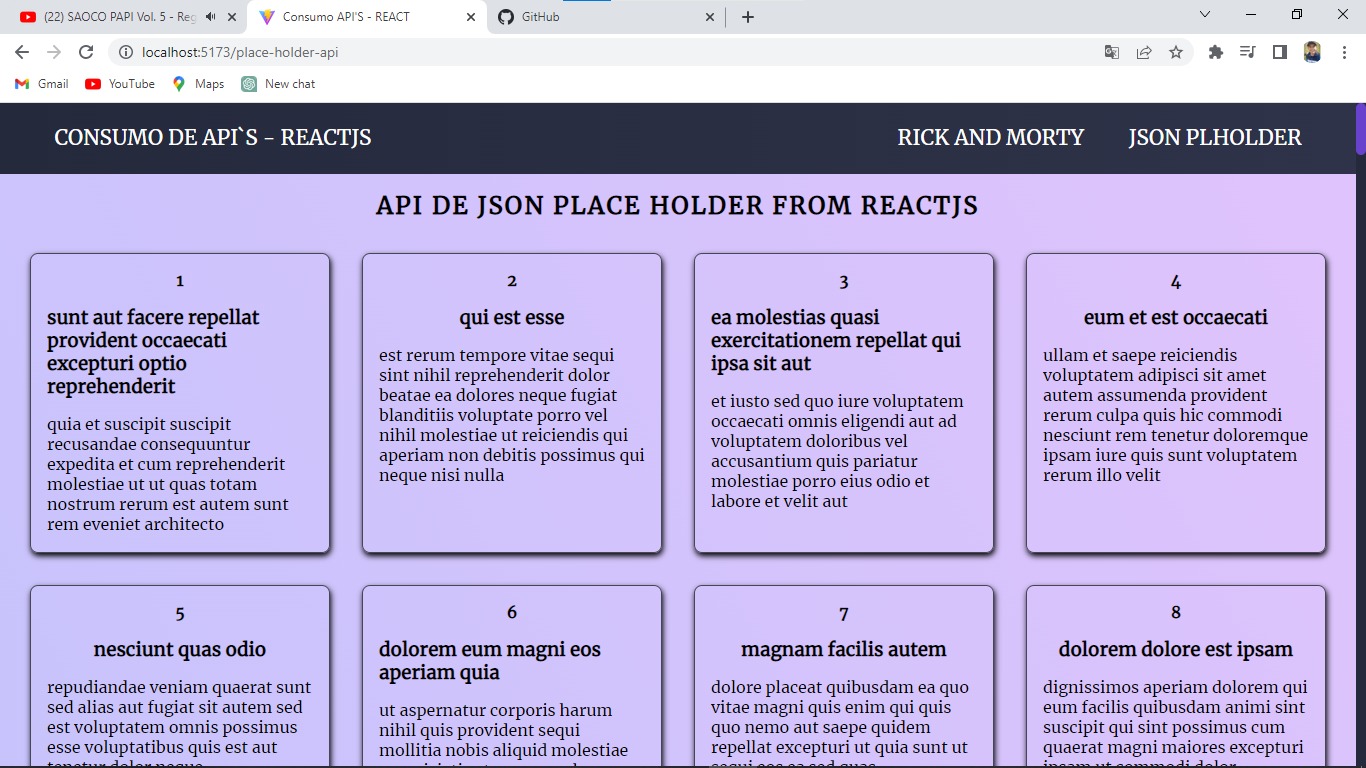 (22) SAOCO PAPI Vol. 5 - Reg
Consumo API'S - REACT
GitHub
localhost:5173/place-holder-api
Gmail
YouTube
Maps
New chat
CONSUMO DE API`S - REACTJS
RICK AND MORTY
JSON PLHOLDER
API DE JSON PLACE HOLDER FROM REACTJS
1
sunt aut facere repellat
provident occaecati
excepturi optio
reprehenderit
quia et suscipit suscipit
recusandae consequuntur
expedita et cum reprehenderit
molestiae ut ut quas totam
nostrum rerum est autem sunt
rem eveniet architecto
2
qui est esse
est rerum tempore vitae sequi
sint nihil reprehenderit dolor
beatae ea dolores neque fugiat
blanditiis voluptate porro vel
nihil molestiae ut reiciendis qui
aperiam non debitis possimus qui
neque nisi nulla
3
ea molestias quasi
exercitationem repellat qui
ipsa sit aut
et iusto sed quo iure voluptatem
occaecati omnis eligendi aut ad
voluptatem doloribus vel
accusantium quis pariatur
molestiae porro eius odio et
labore et velit aut
4
eum et est occaecati
ullam et saepe reiciendis
voluptatem adipisci sit amet
autem assumenda provident
rerum culpa quis hic commodi
nesciunt rem tenetur doloremque
ipsam iure quis sunt voluptatem
rerum illo velit
5
nesciunt quas odio
repudiandae veniam quaerat sunt
sed alias aut fugiat sit autem sed
est voluptatem omnis possimus
esse voluptatibus quis est aut
tenetur dolor neque
6
dolorem eum magni eos
aperiam quia
ut aspernatur corporis harum
nihil quis provident sequi
mollitia nobis aliquid molestiae
7
magnam facilis autem
dolore placeat quibusdam ea quo
vitae magni quis enim qui quis
quo nemo aut saepe quidem
repellat excepturi ut quia sunt ut
sequi eos ea sed quas
8
dolorem dolore est ipsam
dignissimos aperiam dolorem qui
eum facilis quibusdam animi sint
suscipit qui sint possimus cum
quaerat magni maiores excepturi
ipsam ut commodi dolor